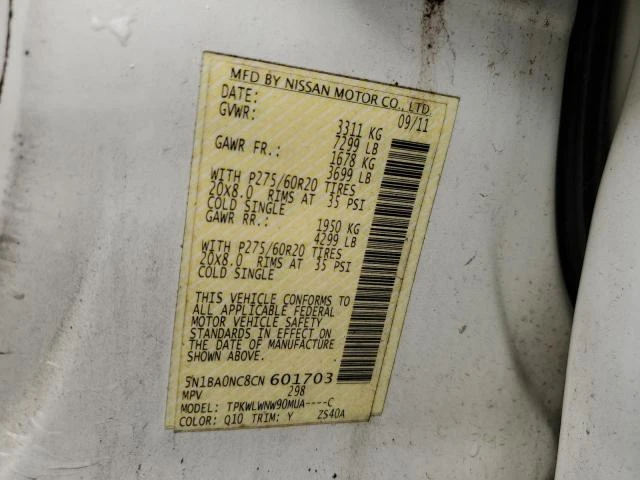 MFD BY NISSAN MOTOR CO., LTD.
DATE: 09/11
GVWR: 3311 KG
7299 LB
GAWR FR.: 1678 KG
3699 LB
WITH P275/60R20 TIRES
20X8.0 RIMS AT 35 PSI
COLD SINGLE
GAWR RR.: 1950 KG
4299 LB
WITH P275/60R20 TIRES
20X8.0 RIMS AT 35 PSI
COLD SINGLE
THIS VEHICLE CONFORMS TO
ALL APPLICABLE FEDERAL
MOTOR VEHICLE SAFETY
STANDARDS IN EFFECT ON
THE DATE OF MANUFACTURE
SHOWN ABOVE.
5N1BA0NC8CN 601703
MPV 298
MODEL: TPKWLWNW90MUA----C
COLOR: Q10 TRIM: Y ZS40A